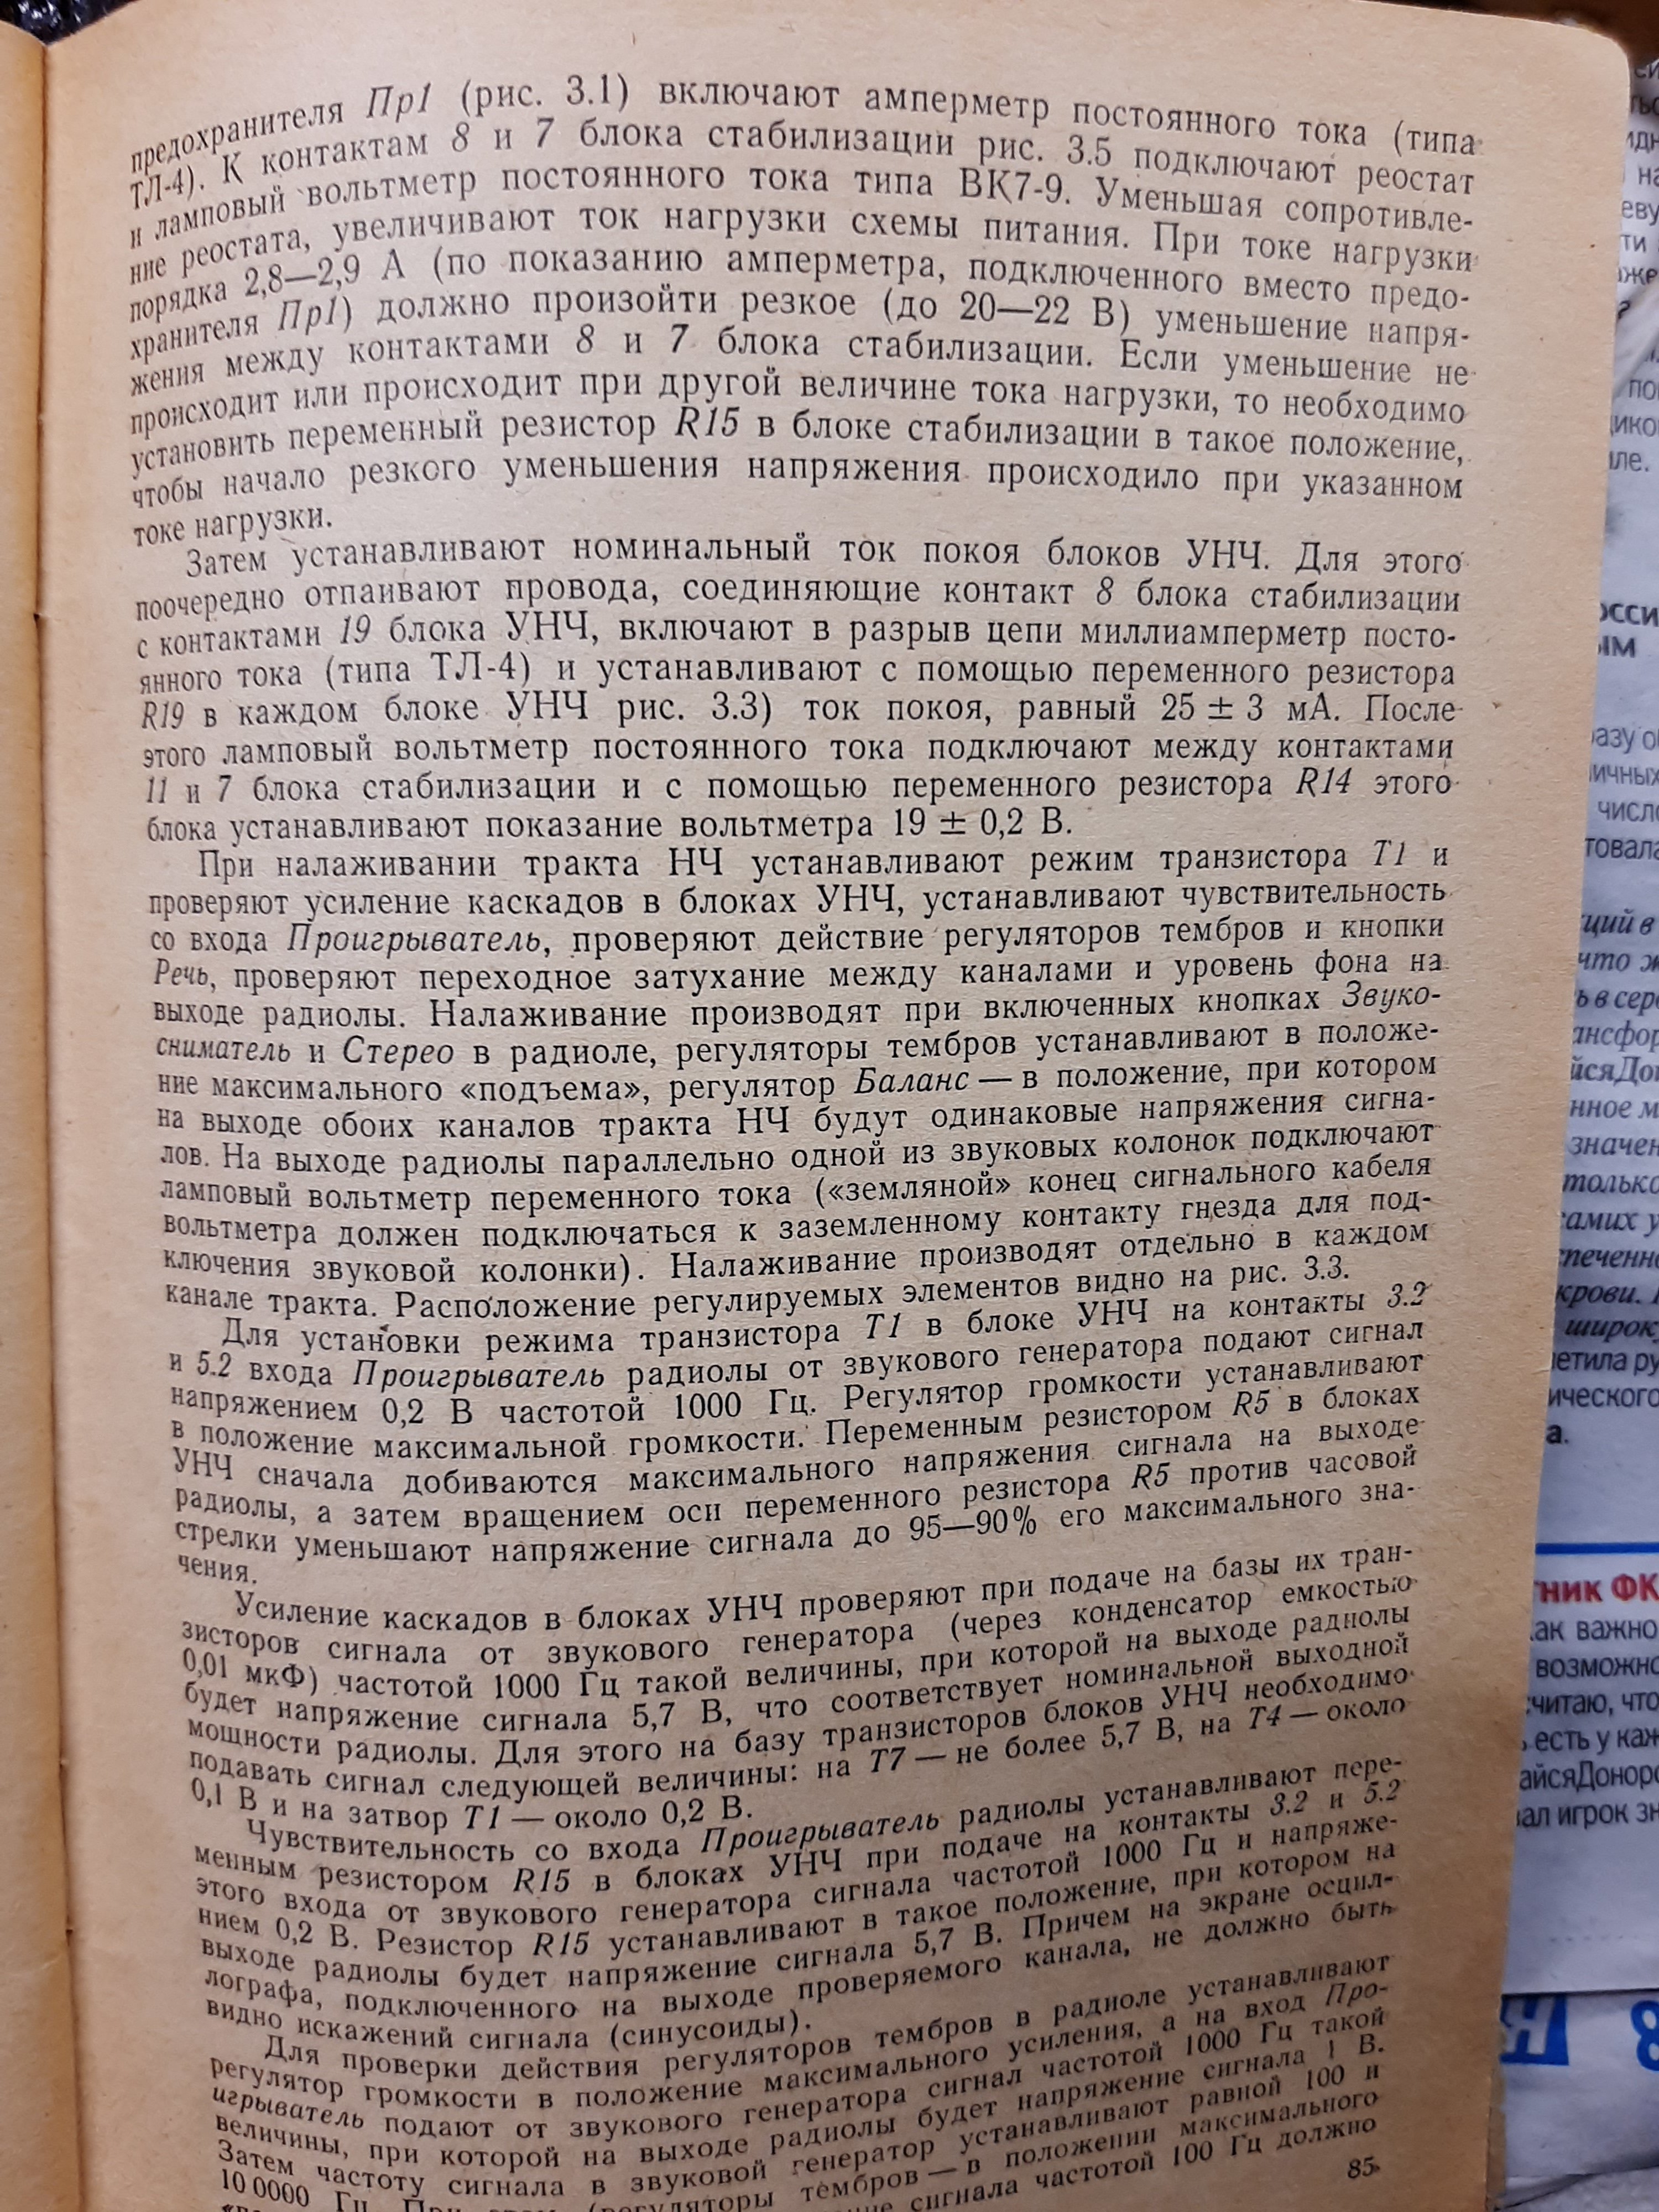 предохранителя Пр1 (рис. 3.1) включают амперметр постоянного тока (типа
ТЛ-4). К контактам 8 и 7 блока стабилизации рис. 3.5 подключают реостат
и ламповый вольтметр постоянного тока типа ВК7-9. Уменьшая сопротивле-
ние реостата, увеличивают ток нагрузки схемы питания. При токе нагрузки
порядка 2,8—2,9 А (по показанию амперметра, подключенного вместо предо-
хранителя Пр1) должно произойти резкое (до 20—22 В) уменьшение напря-
жения между контактами 8 и 7 блока стабилизации. Если уменьшение не
происходит или происходит при другой величине тока нагрузки, то необходимо
установить переменный резистор R15 в блоке стабилизации в такое положение,
чтобы начало резкого уменьшения напряжения происходило при указанном
токе нагрузки.
Затем устанавливают номинальный ток покоя блоков УНЧ. Для этого
поочередно отпаивают провода, соединяющие контакт 8 блока стабилизации
с контактами 19 блока УНЧ, включают в разрыв цепи миллиамперметр посто-
янного тока (типа ТЛ-4) и устанавливают с помощью переменного резистора
R19 в каждом блоке УНЧ рис. 3.3) ток покоя, равный 25 ± 3 мА. После
этого ламповый вольтметр постоянного тока подключают между контактами
11 и 7 блока стабилизации и с помощью переменного резистора R14 этого
блока устанавливают показание вольтметра 19 ± 0,2 В.
При налаживании тракта НЧ устанавливают режим транзистора Т1 и
проверяют усиление каскадов в блоках УНЧ, устанавливают чувствительность
со входа Проигрыватель, проверяют действие регуляторов тембров и кнопки
Речь, проверяют переходное затухание между каналами и уровень фона на
выходе радиолы. Налаживание производят при включенных кнопках Звуко-
сниматель и Стерео в радиоле, регуляторы тембров устанавливают в положе-
ние максимального «подъема», регулятор Баланс — в положение, при котором
на выходе обоих каналов тракта НЧ будут одинаковые напряжения сигна-
лов. На выходе радиолы параллельно одной из звуковых колонок подключают
ламповый вольтметр переменного тока («земляной» конец сигнального кабеля
вольтметра должен подключаться к заземленному контакту гнезда для под-
ключения звуковой колонки). Налаживание производят отдельно в каждом
канале тракта. Расположение регулируемых элементов видно на рис. 3.3.
Для установки режима транзистора Т1 в блоке УНЧ на контакты 3.2
и 5.2 входа Проигрыватель радиолы от звукового генератора подают сигнал
напряжением 0,2 В частотой 1000 Гц. Регулятор громкости устанавливают
в положение максимальной громкости. Переменным резистором R5 в блоках
УНЧ сначала добиваются максимального напряжения сигнала на выходе
радиолы, а затем вращением оси переменного резистора R5 против часовой
стрелки уменьшают напряжение сигнала до 95—90% его максимального зна-
чения.
Усиление каскадов в блоках УНЧ проверяют при подаче на базы их тран-
зисторов сигнала от звукового генератора (через конденсатор емкостью
0,01 мкФ) частотой 1000 Гц такой величины, при которой на выходе радиолы
будет напряжение сигнала 5,7 В, что соответствует номинальной выходной
мощности радиолы. Для этого на базу транзисторов блоков УНЧ необходимо
подавать сигнал следующей величины: на Т7 — не более 5,7 В, на Т4 — около
0,1 В и на затвор Т1 — около 0,2 В.
Чувствительность со входа Проигрыватель радиолы устанавливают пере-
менным резистором R15 в блоках УНЧ при подаче на контакты 3.2 и 5.2
этого входа от звукового генератора сигнала частотой 1000 Гц и напряже-
нием 0,2 В. Резистор R15 устанавливают в такое положение, при котором на
выходе радиолы будет напряжение сигнала 5,7 В. Причем на экране осцил-
лографа, подключенного на выходе проверяемого канала, не должно быть
видно искажений сигнала (синусоиды).
Для проверки действия регуляторов тембров в радиоле устанавливают
регулятор громкости в положение максимального усиления, а на вход Про-
игрыватель подают от звукового генератора сигнал частотой 1000 Гц такой
величины, при которой на выходе радиолы будет напряжение сигнала 1 В.
Затем частоту сигнала в звуковой генератор устанавливают равной 100 и
10 0000 Гц. При (регуляторы тембров — в положении максимального
сигнала частотой 100 Гц должно
85